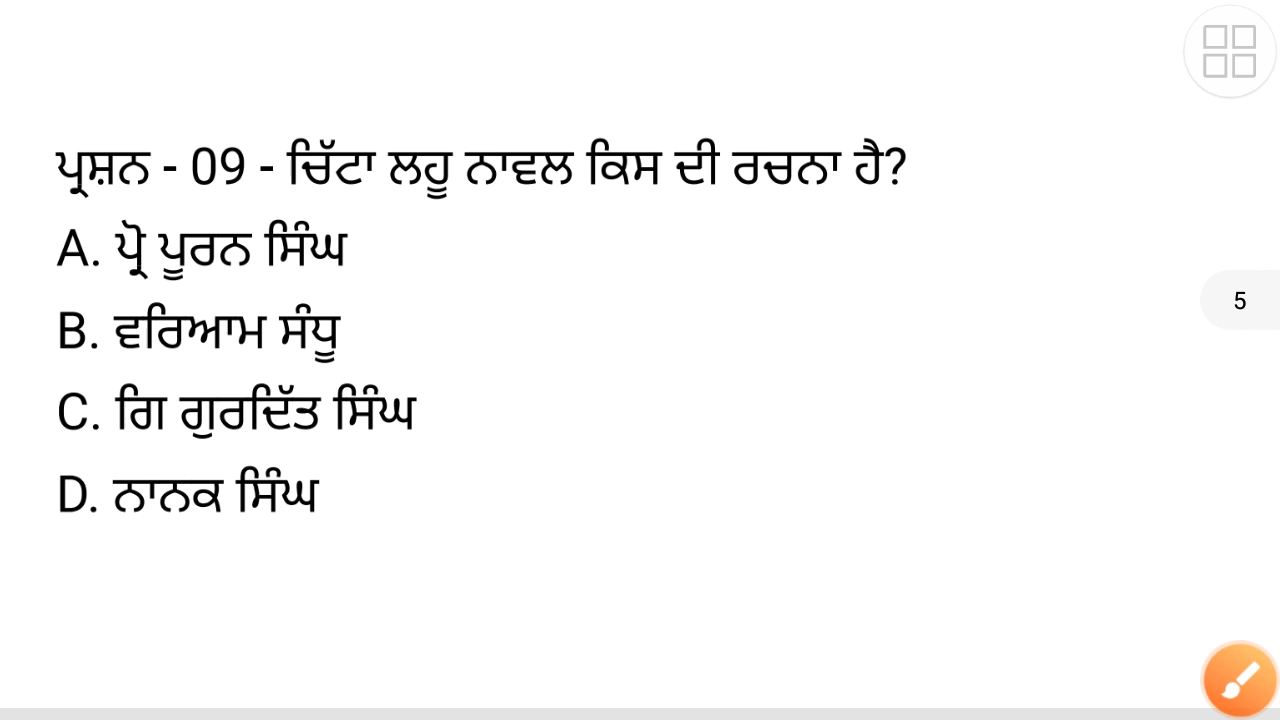 ਪ੍ਰਸ਼ਨ - 09 - ਚਿੱਟਾ ਲਹੂ ਨਾਵਲ ਕਿਸ ਦੀ ਰਚਨਾ ਹੈ?
A. ਪ੍ਰੋ ਪੂਰਨ ਸਿੰਘ
B. ਵਰਿਆਮ ਸੰਧੂ
5
C. ਗਿ ਗੁਰਦਿੱਤ ਸਿੰਘ
D. ਨਾਨਕ ਸਿੰਘ